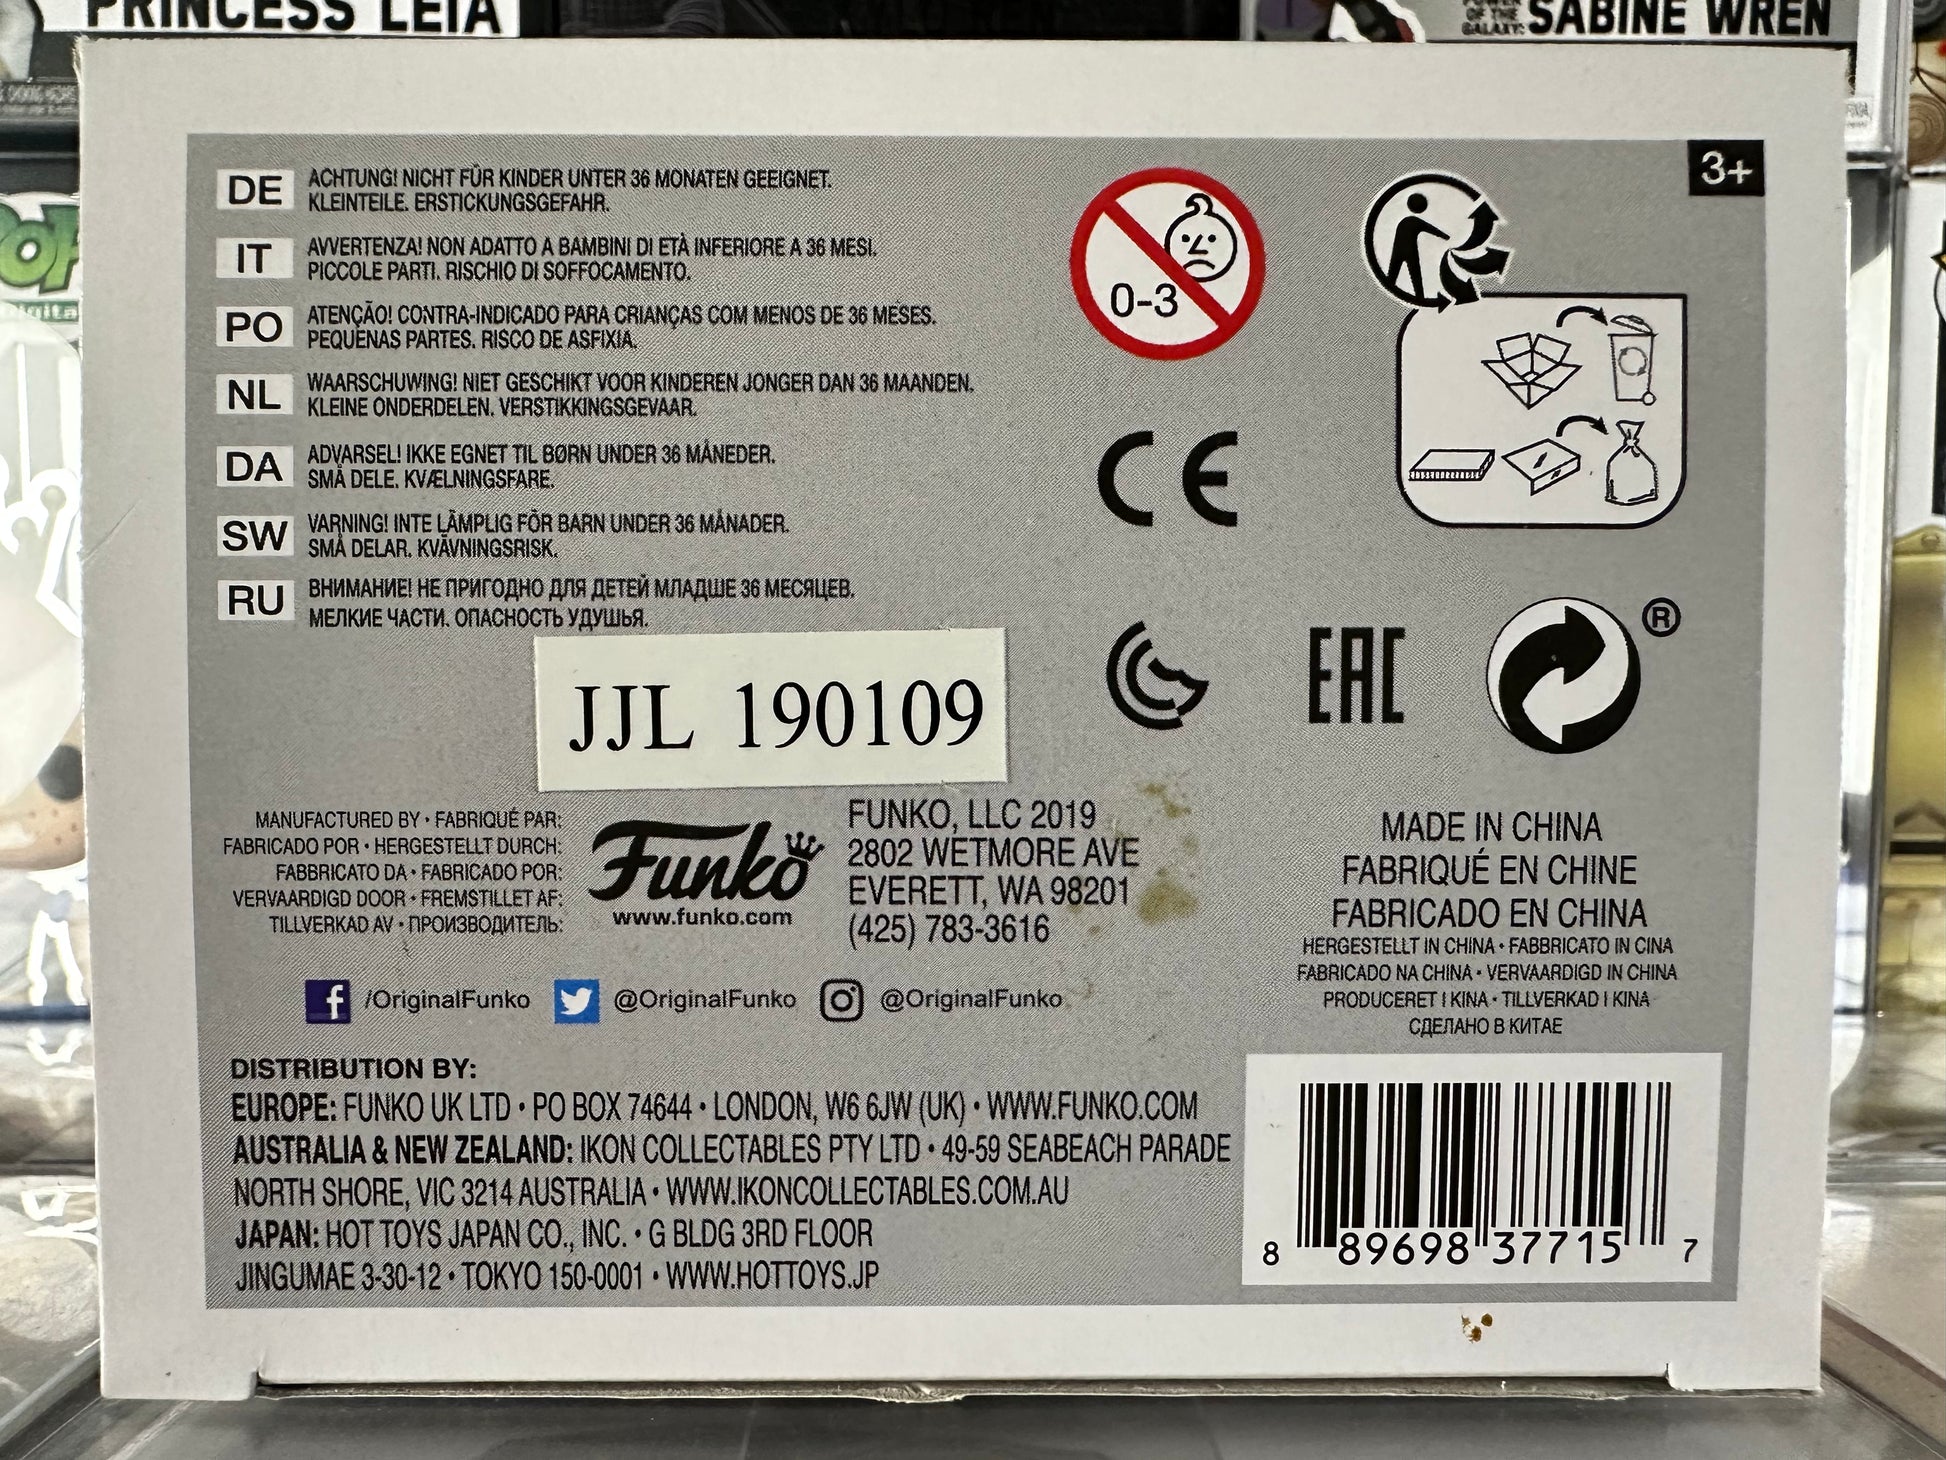 PRINCESS LEIA
SABINE WREN
3+
DE ACHTUNG! NICHT FÜR KINDER UNTER 36 MONATEN GEEIGNET.
KLEINTEILE. ERSTICKUNGSGEFAHR.
IT AVVERTENZA! NON ADATTO A BAMBINI DI ETÀ INFERIORE A 36 MESI.
PICCOLE PARTI. RISCHIO DI SOFFOCAMENTO.
PO ATENÇÃO! CONTRA-INDICADO PARA CRIANÇAS COM MENOS DE 36 MESES.
PEQUENAS PARTES. RISCO DE ASFIXIA.
NL WAARSCHUWING! NIET GESCHIKT VOOR KINDEREN JONGER DAN 36 MAANDEN.
KLEINE ONDERDELEN. VERSTIKKINGSGEVAAR.
DA ADVARSEL! IKKE EGNET TIL BØRN UNDER 36 MÅNEDER.
SMÅ DELE. KVÆLNINGSFARE.
SW VARNING! INTE LÄMPLIG FÖR BARN UNDER 36 MÅNADER.
SMÅ DELAR. KVÄVNINGSRISK.
RU ВНИМАНИЕ! НЕ ПРИГОДНО ДЛЯ ДЕТЕЙ МЛАДШЕ 36 МЕСЯЦЕВ.
МЕЛКИЕ ЧАСТИ. ОПАСНОСТЬ УДУШЬЯ.
0-3
CE
EAC
®
JJL 190109
MANUFACTURED BY • FABRIQUÉ PAR:
FABRICADO POR • HERGESTELLT DURCH:
FABBRICATO DA • FABRICADO POR:
VERVAARDIGD DOOR • FREMSTILLET AF:
TILLVERKAD AV • ПРОИЗВОДИТЕЛЬ:
Funko
www.funko.com
FUNKO, LLC 2019
2802 WETMORE AVE
EVERETT, WA 98201
(425) 783-3616
MADE IN CHINA
FABRIQUÉ EN CHINE
FABRICADO EN CHINA
HERGESTELLT IN CHINA • FABBRICATO IN CINA
FABRICADO NA CHINA • VERVAARDIGD IN CHINA
PRODUCERET I KINA • TILLVERKAD I KINA
СДЕЛАНО В КИТАЕ
/OriginalFunko @OriginalFunko @OriginalFunko
DISTRIBUTION BY:
EUROPE: FUNKO UK LTD • PO BOX 74644 • LONDON, W6 6JW (UK) • WWW.FUNKO.COM
AUSTRALIA & NEW ZEALAND: IKON COLLECTABLES PTY LTD • 49-59 SEABEACH PARADE
NORTH SHORE, VIC 3214 AUSTRALIA • WWW.IKONCOLLECTABLES.COM.AU
JAPAN: HOT TOYS JAPAN CO., INC. • G BLDG 3RD FLOOR
JINGUMAE 3-30-12 • TOKYO 150-0001 • WWW.HOTTOYS.JP
8 89698 37715 7